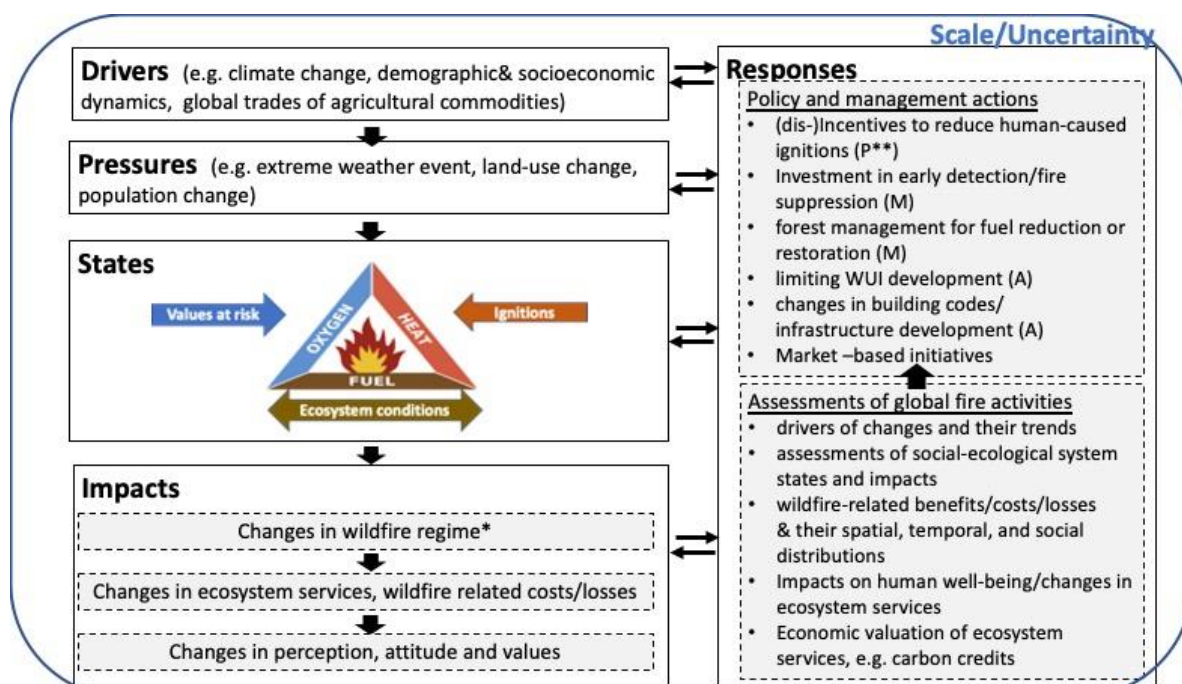 Scale/Uncertainty
Drivers (e.g. climate change, demographic& socioeconomic
dynamics, global trades of agricultural commodities)
Pressures (e.g. extreme weather event, land-use change,
population change)
States
Values at risk
OXYGEN
HEAT
FUEL
Ignitions
Ecosystem conditions
Impacts
Changes in wildfire regime*
Changes in ecosystem services, wildfire related costs/losses
Changes in perception, attitude and values
Responses
Policy and management actions
• (dis-)Incentives to reduce human-caused
ignitions (P**)
• Investment in early detection/fire
suppression (M)
• forest management for fuel reduction or
restoration (M)
• limiting WUI development (A)
• changes in building codes/
infrastructure development (A)
• Market –based initiatives
Assessments of global fire activities
• drivers of changes and their trends
• assessments of social-ecological system
states and impacts
• wildfire-related benefits/costs/losses
& their spatial, temporal, and social
distributions
• Impacts on human well-being/changes in
ecosystem services
• Economic valuation of ecosystem
services, e.g. carbon credits